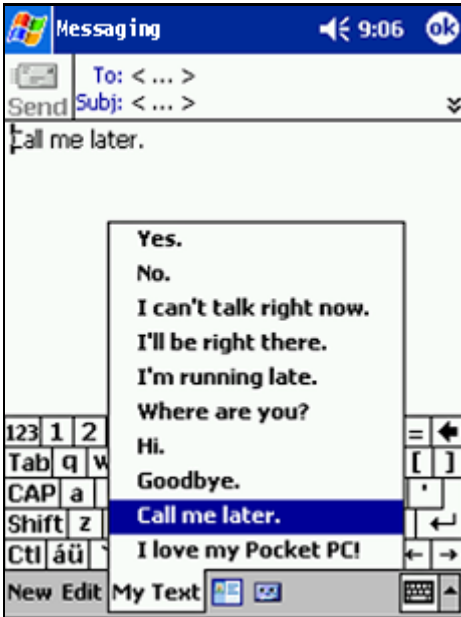 Messaging 9:06 ok
To: < ... >
Send Subj: < ... >
Call me later.
Yes.
No.
I can't talk right now.
I'll be right there.
I'm running late.
Where are you?
Hi.
Goodbye.
Call me later.
I love my Pocket PC!
123 1 2 =
Tab q w [ ]
CAP a '
Shift z
Ctl áü `
New Edit My Text